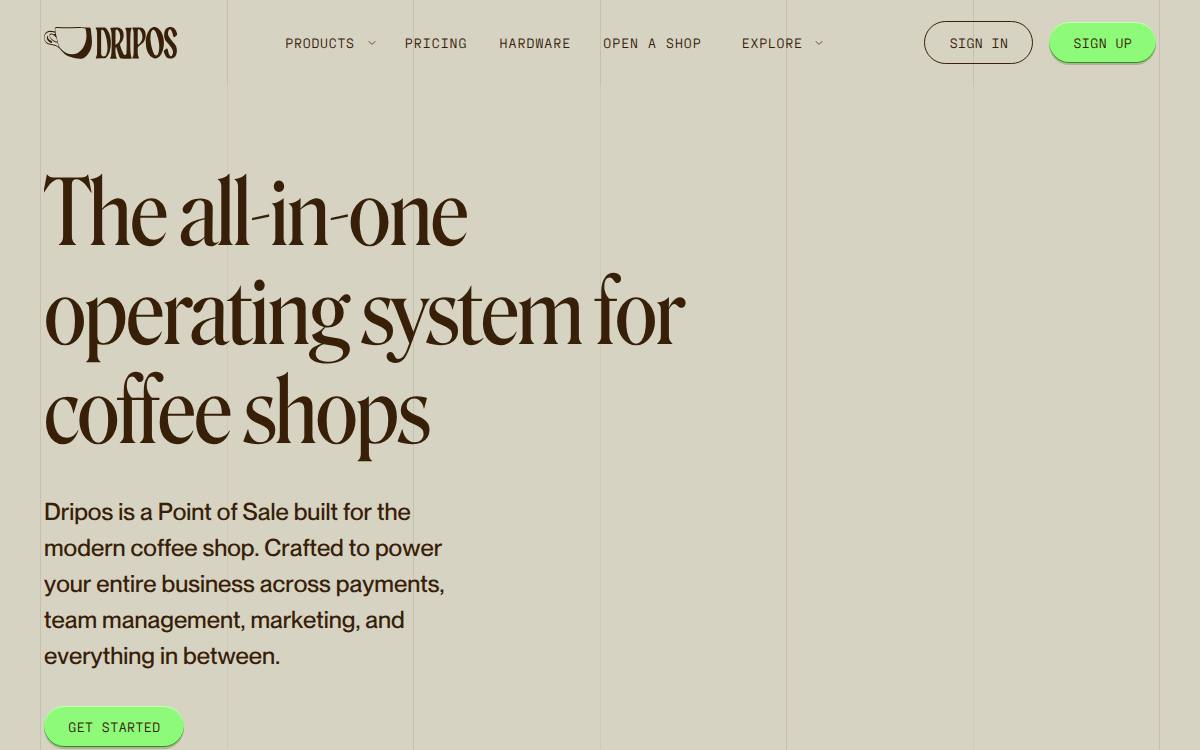 DRIPOS
PRODUCTS
PRICING
HARDWARE
OPEN A SHOP
EXPLORE
SIGN IN
SIGN UP
The all-in-one
operating system for
coffee shops
Dripos is a Point of Sale built for the
modern coffee shop. Crafted to power
your entire business across payments,
team management, marketing, and
everything in between.
GET STARTED